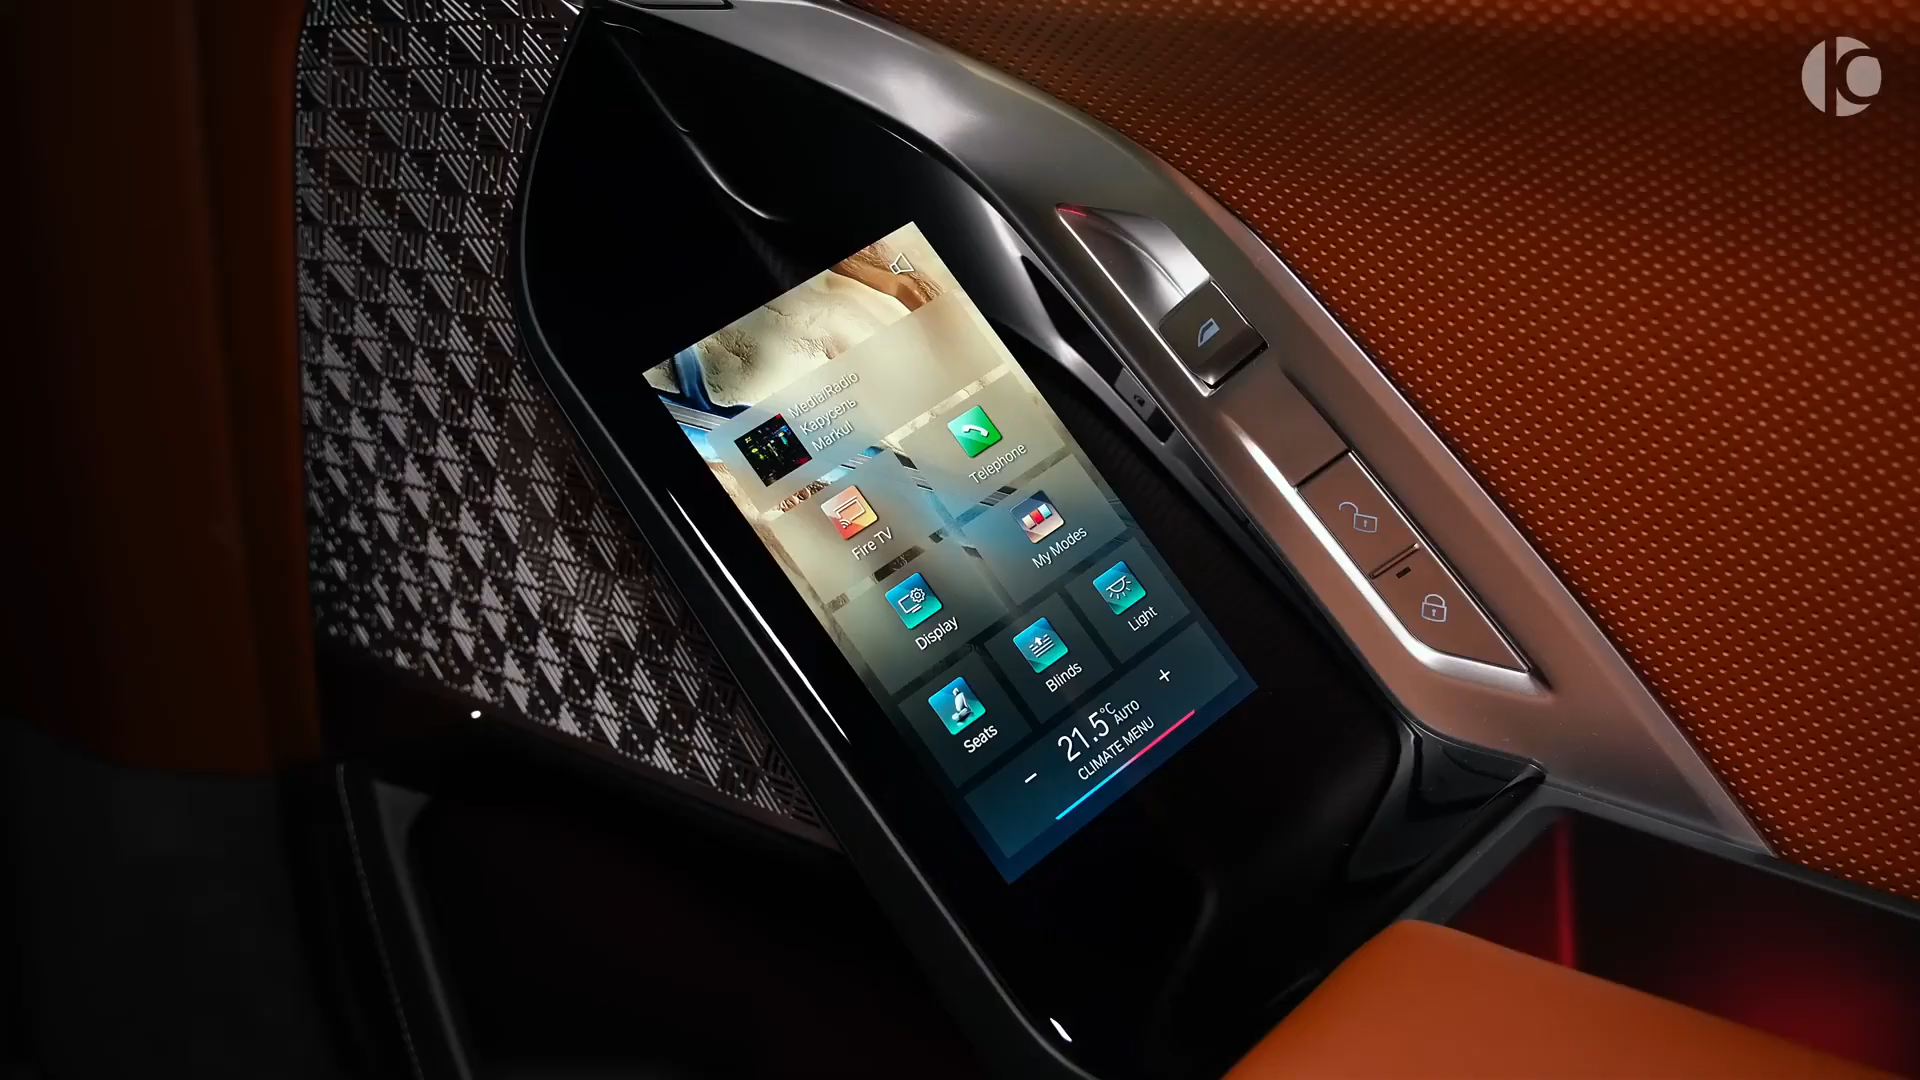 Media|Radio
Карусель
Markul
Telephone
Fire TV
My Modes
Display
Light
Blinds
Seats
+
21.5°C AUTO
−
CLIMATE MENU